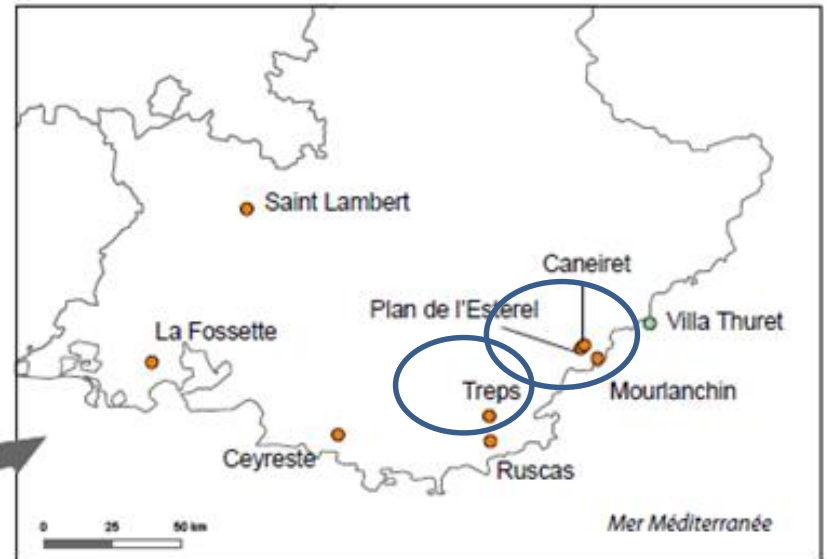 Saint Lambert
Caneiret
Plan de l'Esterel
Villa Thuret
La Fossette
Treps
Mourlanchin
Ceyreste
Ruscas
Mer Méditerranée
0 25 50 km